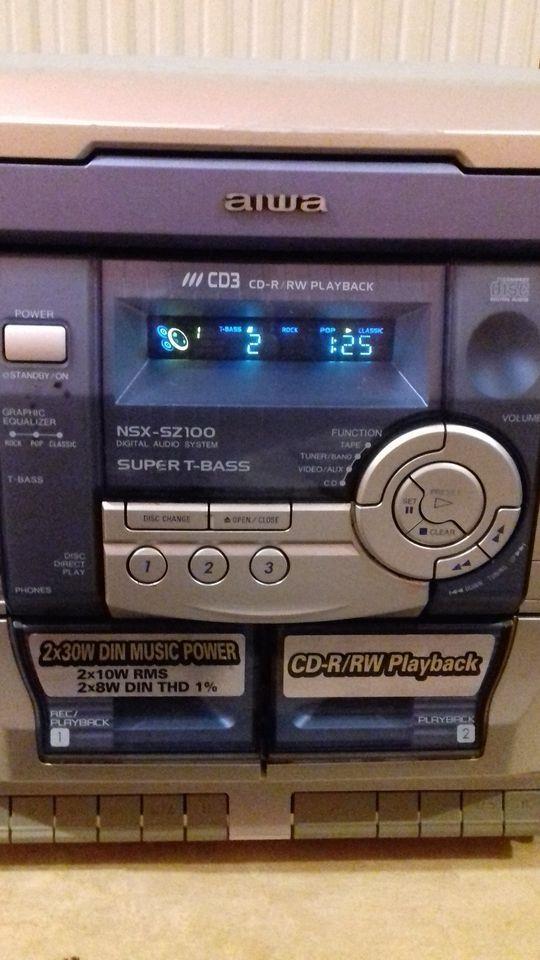 aiwa
CD3 CD-R/RW PLAYBACK
disc
DIGITAL AUDIO
1 T-BASS ROCK POP CLASSIC
2 1:25
POWER
STANDBY/ON
GRAPHIC
EQUALIZER
ROCK POP CLASSIC
T-BASS
DISC
DIRECT
PLAY
PHONES
NSX-SZ100
DIGITAL AUDIO SYSTEM
SUPER T-BASS
VOLUME
FUNCTION
TAPE
TUNER/BAND
VIDEO/AUX
CD
PRESET
SET
CLEAR
DOWN TUNING
DISC CHANGE
OPEN/CLOSE
1 2 3
2x30W DIN MUSIC POWER
2x10W RMS
2x8W DIN THD 1%
CD-R/RW Playback
REC/
PLAYBACK
1
PLAYBACK
2